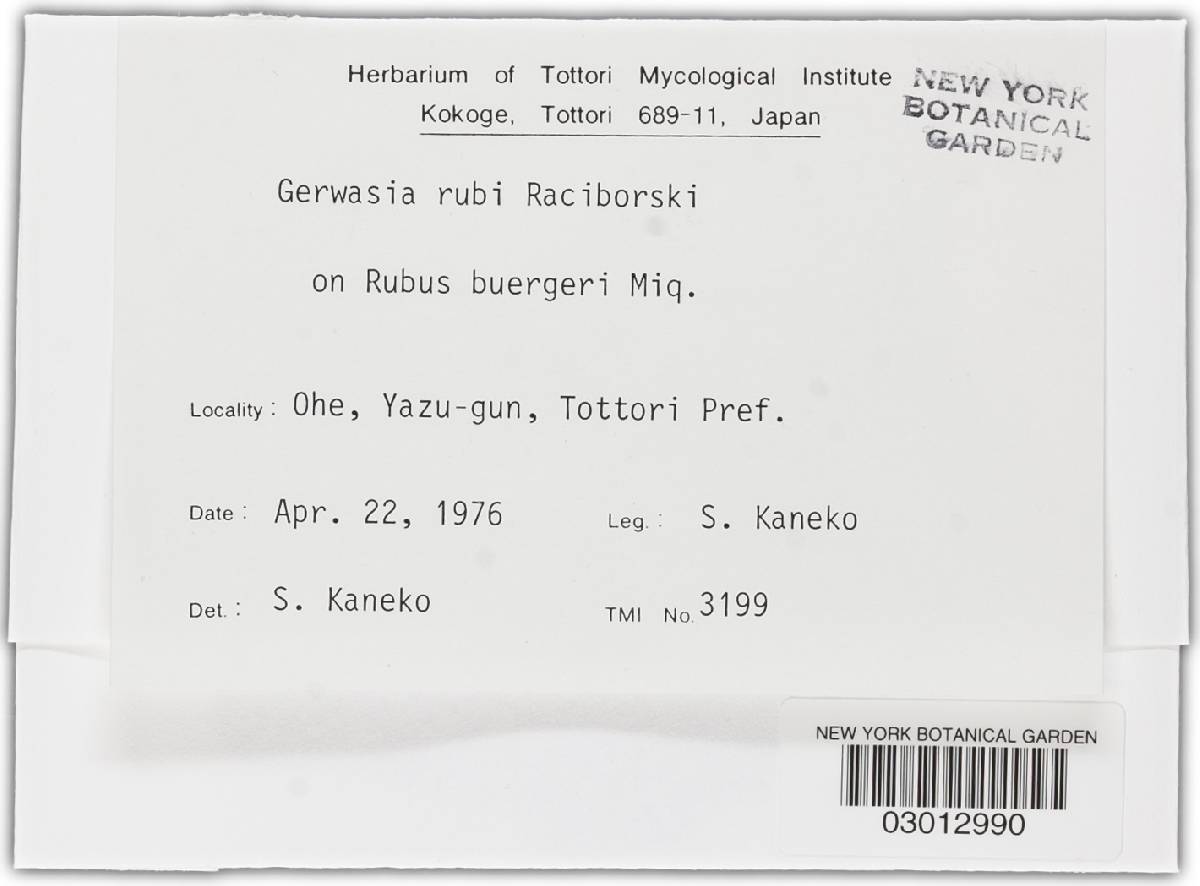 Herbarium of Tottori Mycological Institute
Kokoge, Tottori 689-11, Japan
NEW YORK
BOTANICAL
GARDEN
Gerwasia rubi Raciborski
on Rubus buergeri Miq.
Locality: Ohe, Yazu-gun, Tottori Pref.
Date: Apr. 22, 1976 Leg.: S. Kaneko
Det.: S. Kaneko TMI No. 3199
NEW YORK BOTANICAL GARDEN
03012990